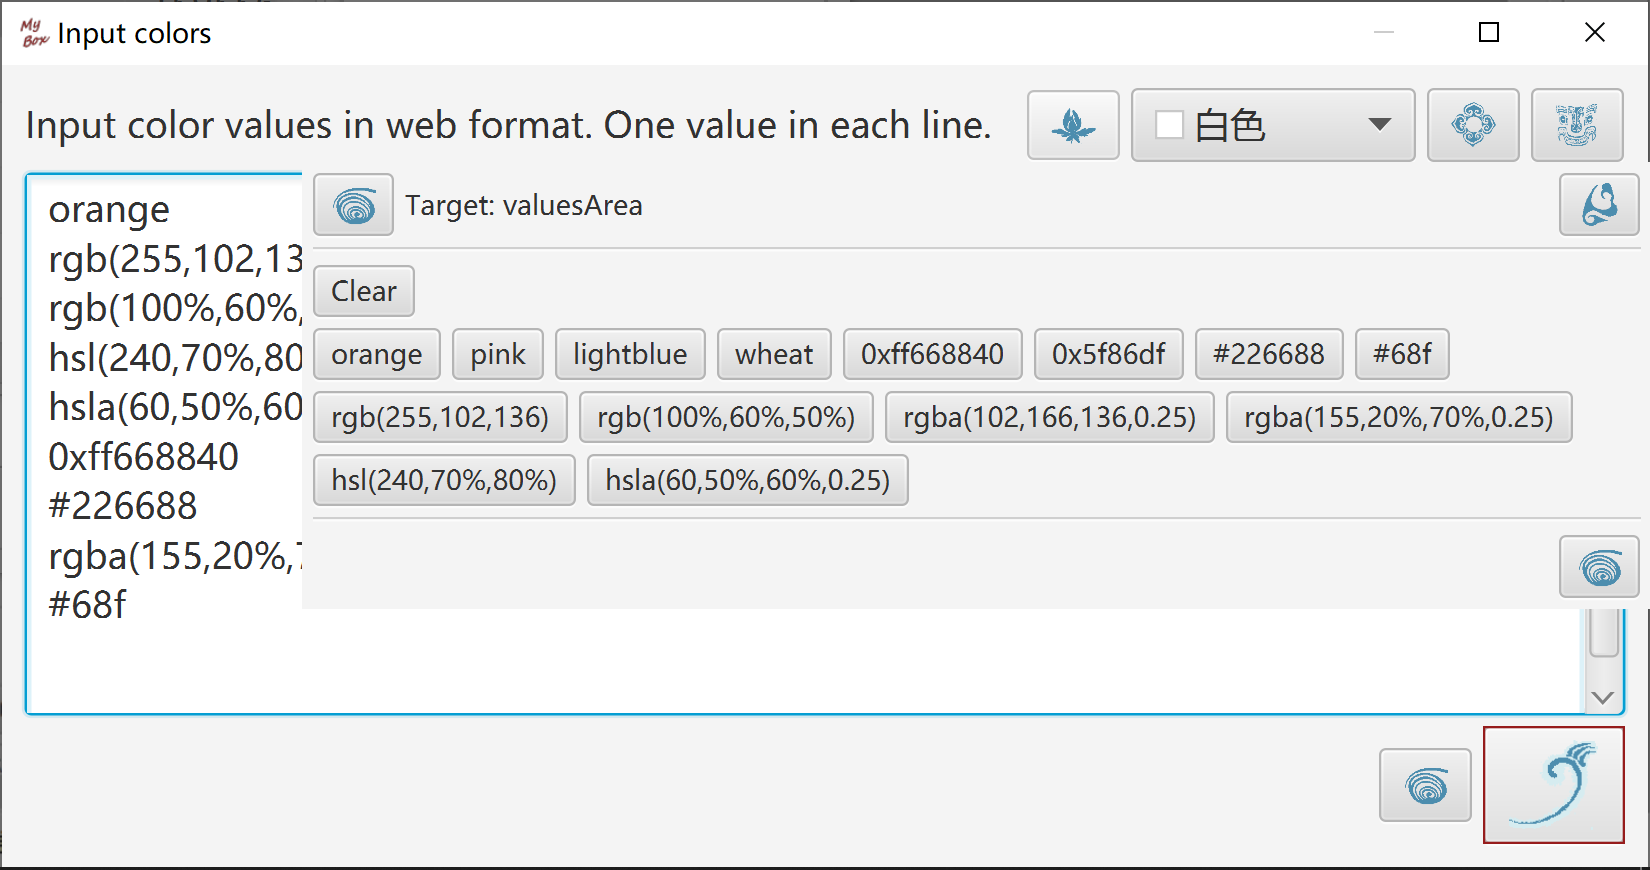 My Box Input colors
Input color values in web format. One value in each line.
白色
orange
rgb(255,102,13
rgb(100%,60%,
hsl(240,70%,80
hsla(60,50%,60
0xff668840
#226688
rgba(155,20%,7
#68f
Target: valuesArea
Clear
orange pink lightblue wheat 0xff668840 0x5f86df #226688 #68f
rgb(255,102,136) rgb(100%,60%,50%) rgba(102,166,136,0.25) rgba(155,20%,70%,0.25)
hsl(240,70%,80%) hsla(60,50%,60%,0.25)